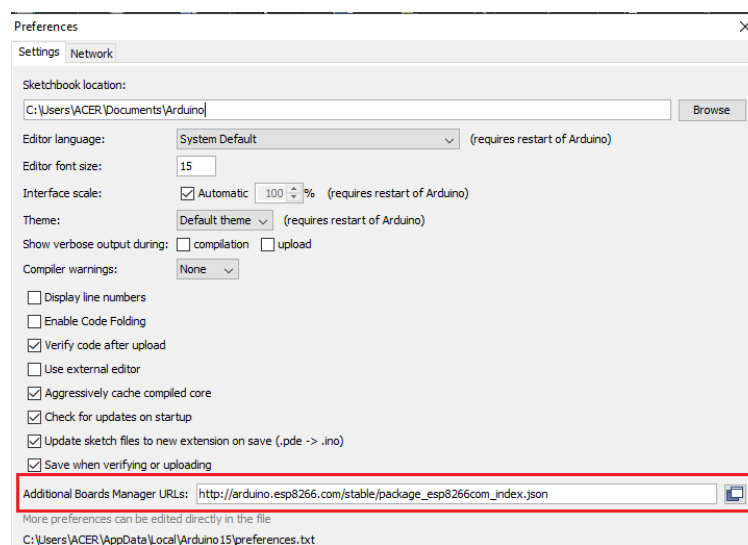 Preferences
Settings Network
Sketchbook location:
C:\Users\ACER\Documents\Arduino Browse
Editor language: System Default (requires restart of Arduino)
Editor font size: 15
Interface scale: Automatic 100 % (requires restart of Arduino)
Theme: Default theme (requires restart of Arduino)
Show verbose output during: compilation upload
Compiler warnings: None
Display line numbers
Enable Code Folding
Verify code after upload
Use external editor
Aggressively cache compiled core
Check for updates on startup
Update sketch files to new extension on save (.pde -> .ino)
Save when verifying or uploading
Additional Boards Manager URLs: http://arduino.esp8266.com/stable/package_esp8266com_index.json
More preferences can be edited directly in the file
C:\Users\ACER\AppData\Local\Arduino15\preferences.txt